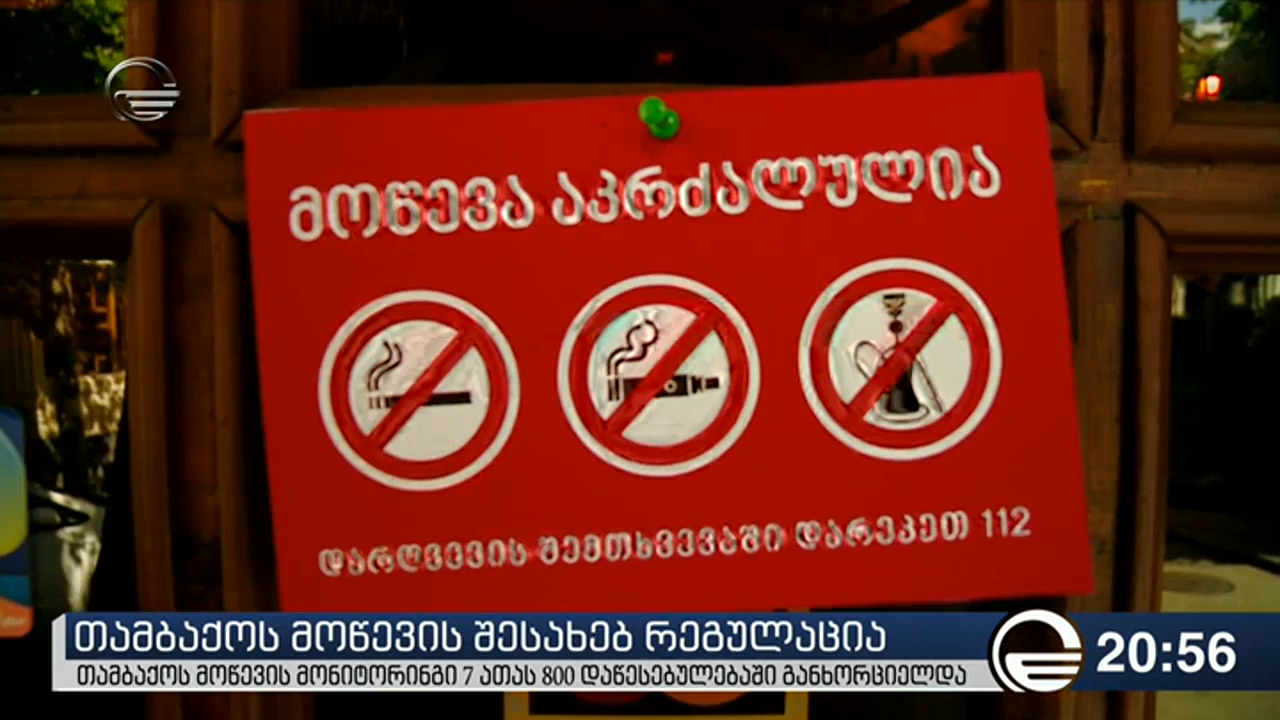 მოწევა აკრძალულია
დარღვევის შემთხვევაში დარეკეთ 112
თამბაქოს მოწევის შესახებ რეგულაცია
თამბაქოს მოწევის მონიტორინგი 7 ათას 800 დაწესებულებაში განხორციელდა
20:56